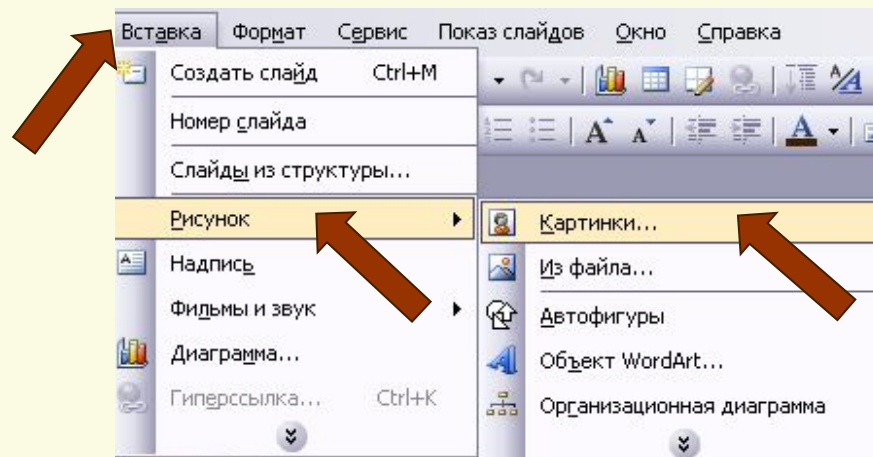 Вставка Формат Сервис Показ слайдов Окно Справка
Создать слайд Ctrl+M
Номер слайда
Слайды из структуры...
Рисунок
Надпись
Фильмы и звук
Диаграмма...
Гиперссылка... Ctrl+K
Картинки...
Из файла...
Автофигуры
Объект WordArt...
Организационная диаграмма